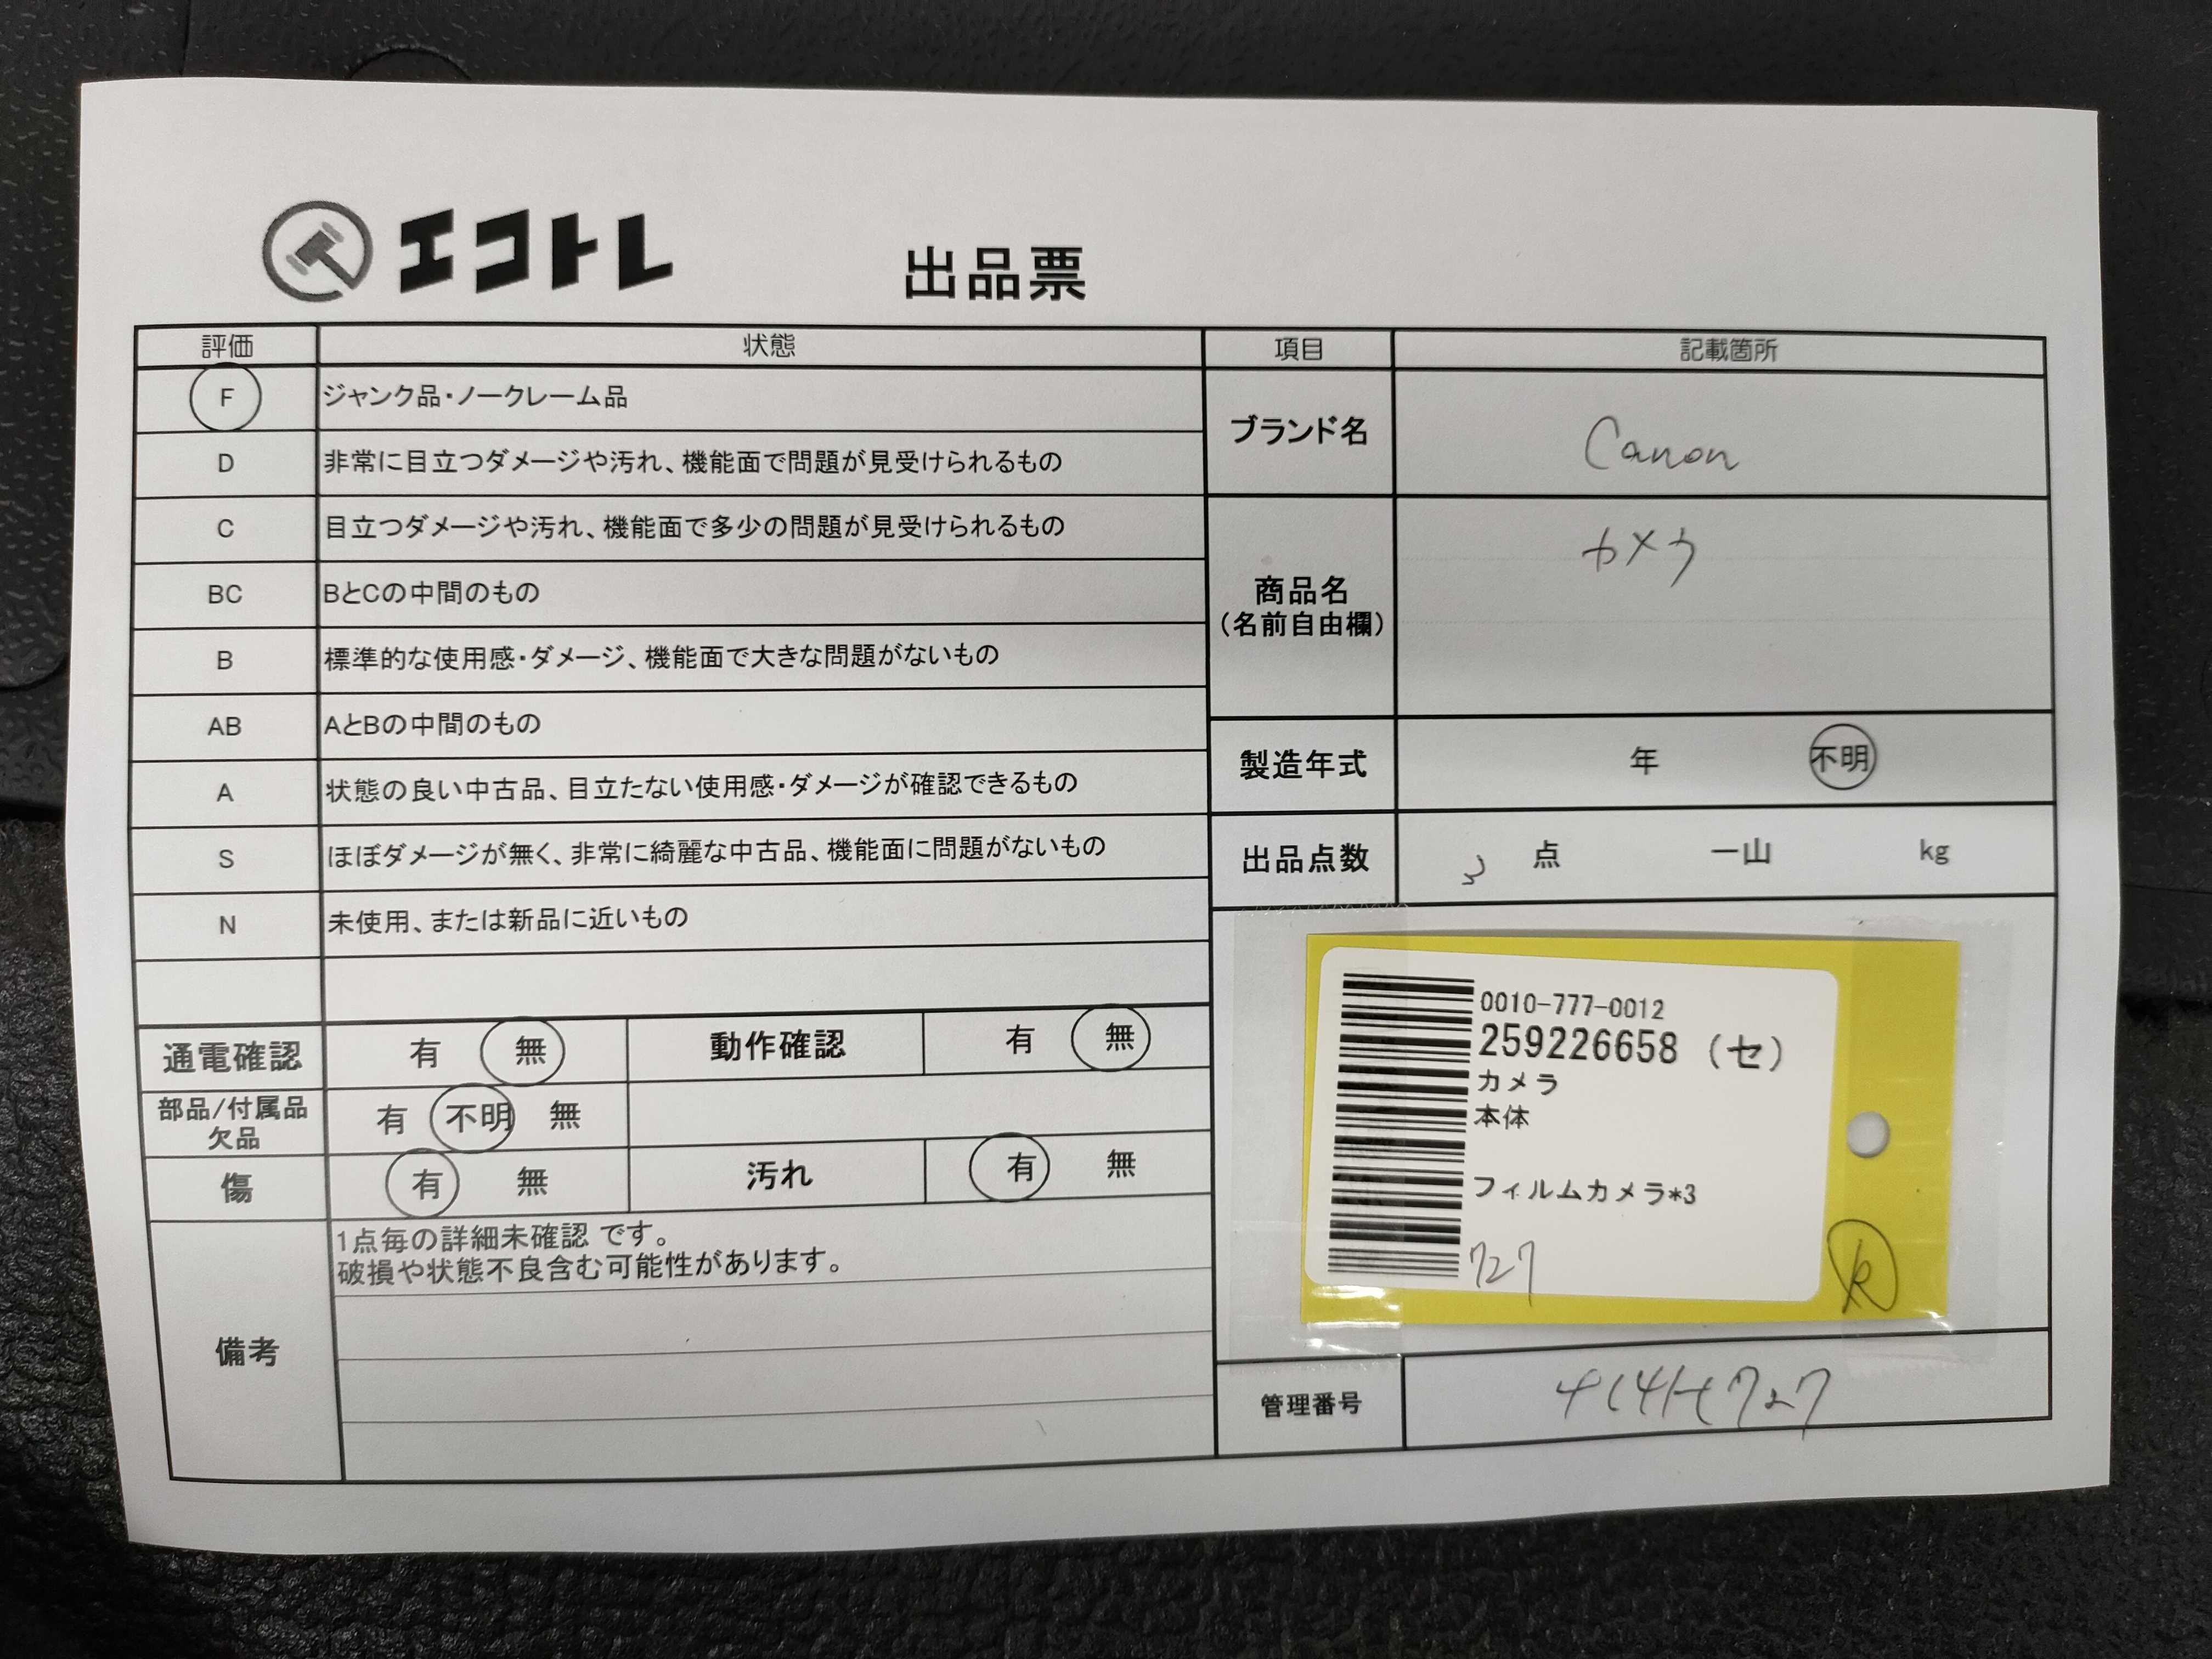 エコトレ
出品票
評価 状態
F ジャンク品・ノークレーム品
D 非常に目立つダメージや汚れ、機能面で問題が見受けられるもの
C 目立つダメージや汚れ、機能面で多少の問題が見受けられるもの
BC BとCの中間のもの
B 標準的な使用感・ダメージ、機能面で大きな問題がないもの
AB AとBの中間のもの
A 状態の良い中古品、目立たない使用感・ダメージが確認できるもの
S ほぼダメージが無く、非常に綺麗な中古品、機能面に問題がないもの
N 未使用、または新品に近いもの
通電確認 有 無 動作確認 有 無
部品/付属品
欠品 有 不明 無
傷 有 無 汚れ 有 無
備考
1点毎の詳細未確認 です。
破損や状態不良含む可能性があります。
項目 記載箇所
ブランド名 Canon
商品名
(名前自由欄)
カメラ
製造年式 年 不明
出品点数 3 点 一山 kg
0010-777-0012
259226658 (セ)
カメラ
本体
フィルムカメラ*3
727
K
管理番号